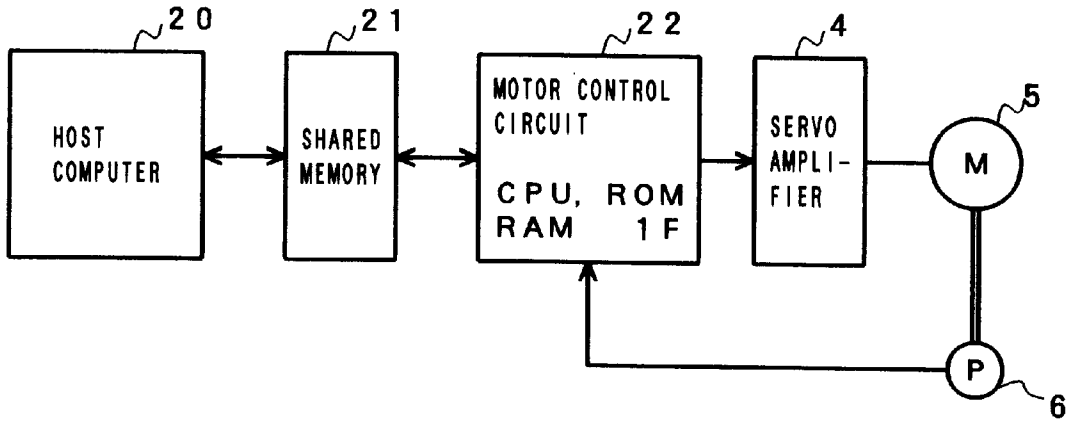 20
21
22
4
5
HOST
COMPUTER
SHARED
MEMORY
MOTOR CONTROL
CIRCUIT
CPU, ROM
RAM 1F
SERVO
AMPLI-
FIER
M
P
6